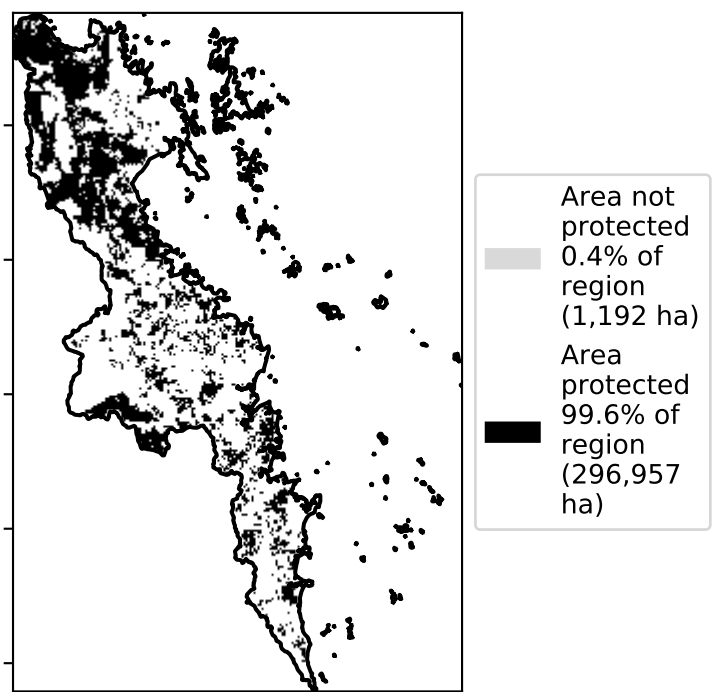 Area not
protected
0.4% of
region
(1,192 ha)
Area
protected
99.6% of
region
(296,957
ha)